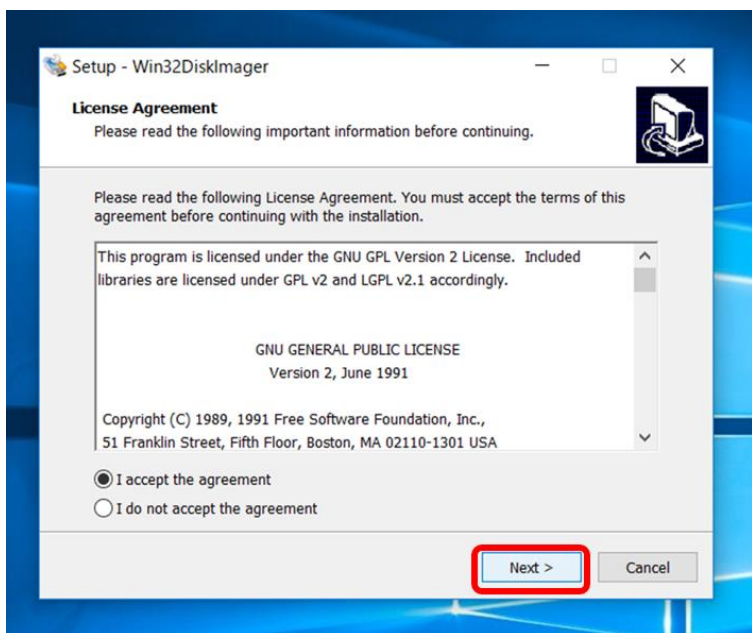 Setup - Win32DiskImager
License Agreement
Please read the following important information before continuing.
Please read the following License Agreement. You must accept the terms of this
agreement before continuing with the installation.
This program is licensed under the GNU GPL Version 2 License.  Included
libraries are licensed under GPL v2 and LGPL v2.1 accordingly.
GNU GENERAL PUBLIC LICENSE
Version 2, June 1991
Copyright (C) 1989, 1991 Free Software Foundation, Inc.,
51 Franklin Street, Fifth Floor, Boston, MA 02110-1301 USA
I accept the agreement
I do not accept the agreement
Next >
Cancel